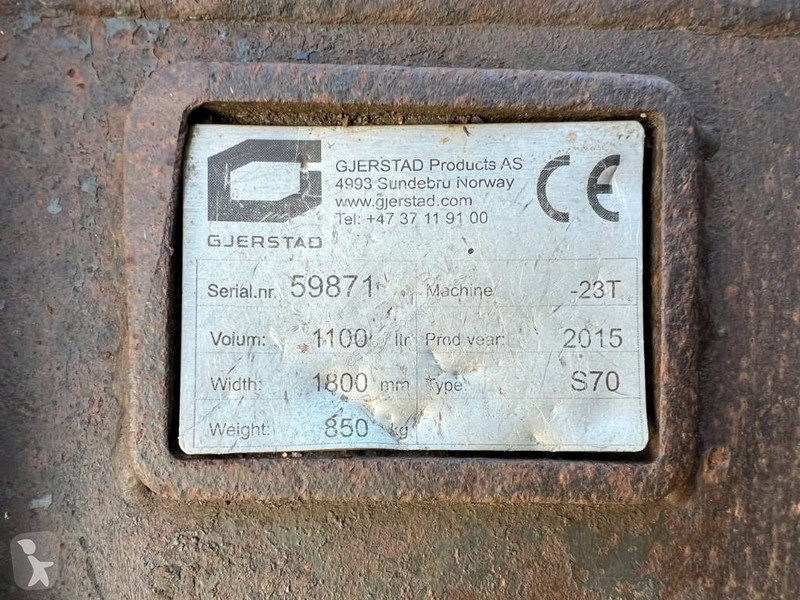 GJERSTAD Products AS
4993 Sundebru Norway
www.gjerstad.com
Tel: +47 37 11 91 00
CE
GJERSTAD
Serial.nr: 59871 Machine -23T
Volum: 1100 ltr Prod year: 2015
Width: 1800 mm Type: S70
Weight: 850 kg